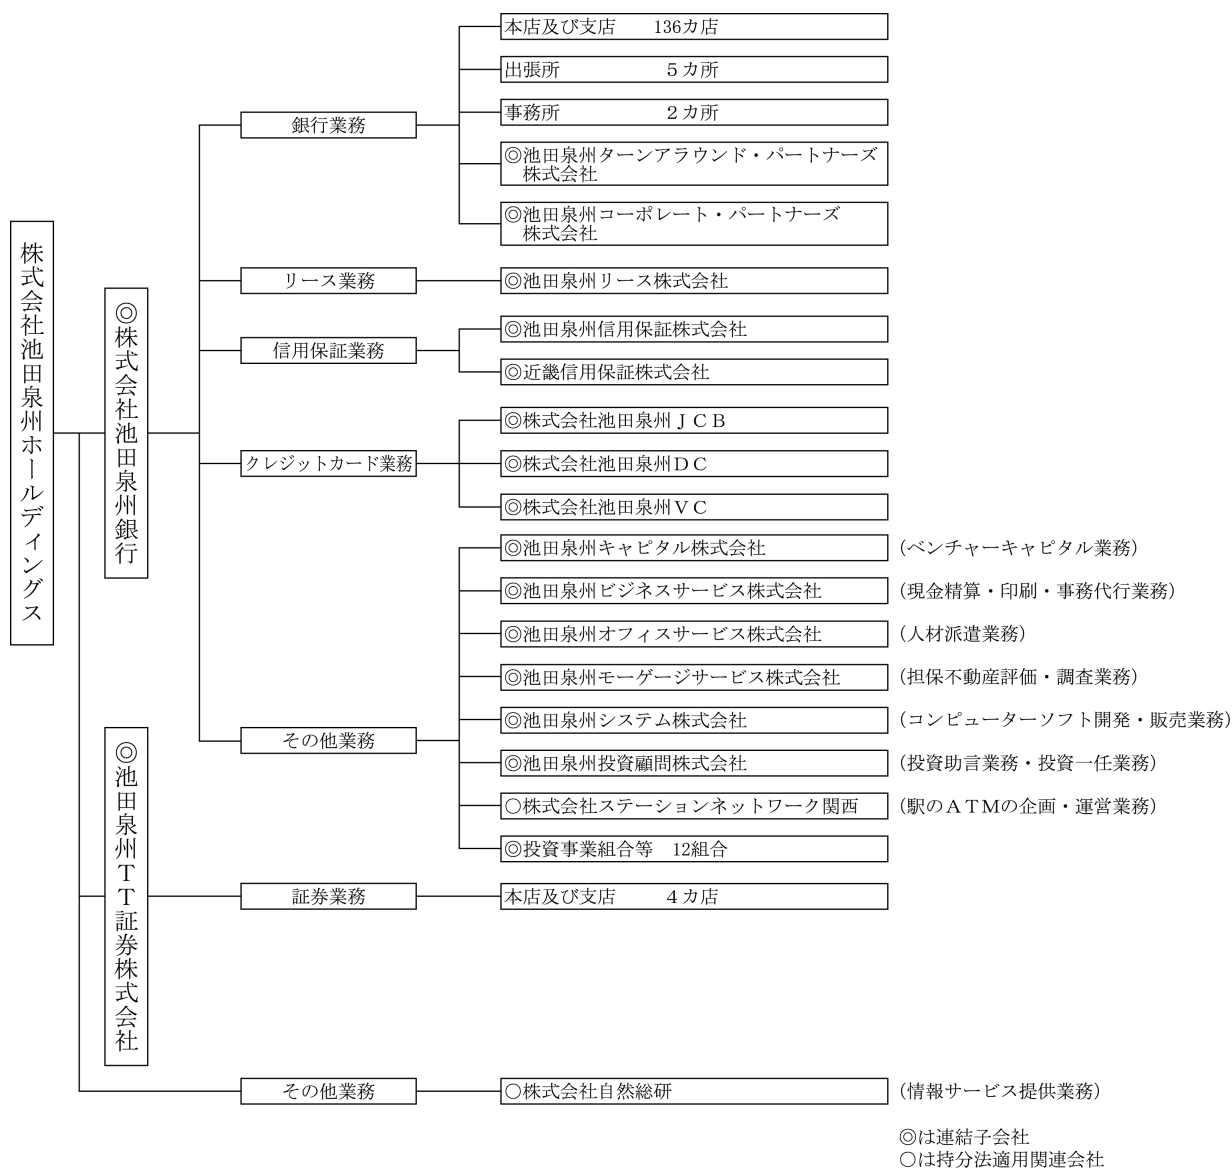 株式会社池田泉州ホールディングス
◎株式会社池田泉州銀行
銀行業務
本店及び支店 136カ店
出張所 5カ所
事務所 2カ所
◎池田泉州ターンアラウンド・パートナーズ
株式会社
◎池田泉州コーポレート・パートナーズ
株式会社
リース業務
◎池田泉州リース株式会社
信用保証業務
◎池田泉州信用保証株式会社
◎近畿信用保証株式会社
クレジットカード業務
◎株式会社池田泉州JCB
◎株式会社池田泉州DC
◎株式会社池田泉州VC
その他業務
◎池田泉州キャピタル株式会社 (ベンチャーキャピタル業務)
◎池田泉州ビジネスサービス株式会社 (現金精算・印刷・事務代行業務)
◎池田泉州オフィスサービス株式会社 (人材派遣業務)
◎池田泉州モーゲージサービス株式会社 (担保不動産評価・調査業務)
◎池田泉州システム株式会社 (コンピューターソフト開発・販売業務)
◎池田泉州投資顧問株式会社 (投資助言業務・投資一任業務)
○株式会社ステーションネットワーク関西 (駅のATMの企画・運営業務)
◎投資事業組合等 12組合
◎池田泉州TT証券株式会社
証券業務
本店及び支店 4カ店
その他業務
○株式会社自然総研 (情報サービス提供業務)
◎は連結子会社
○は持分法適用関連会社